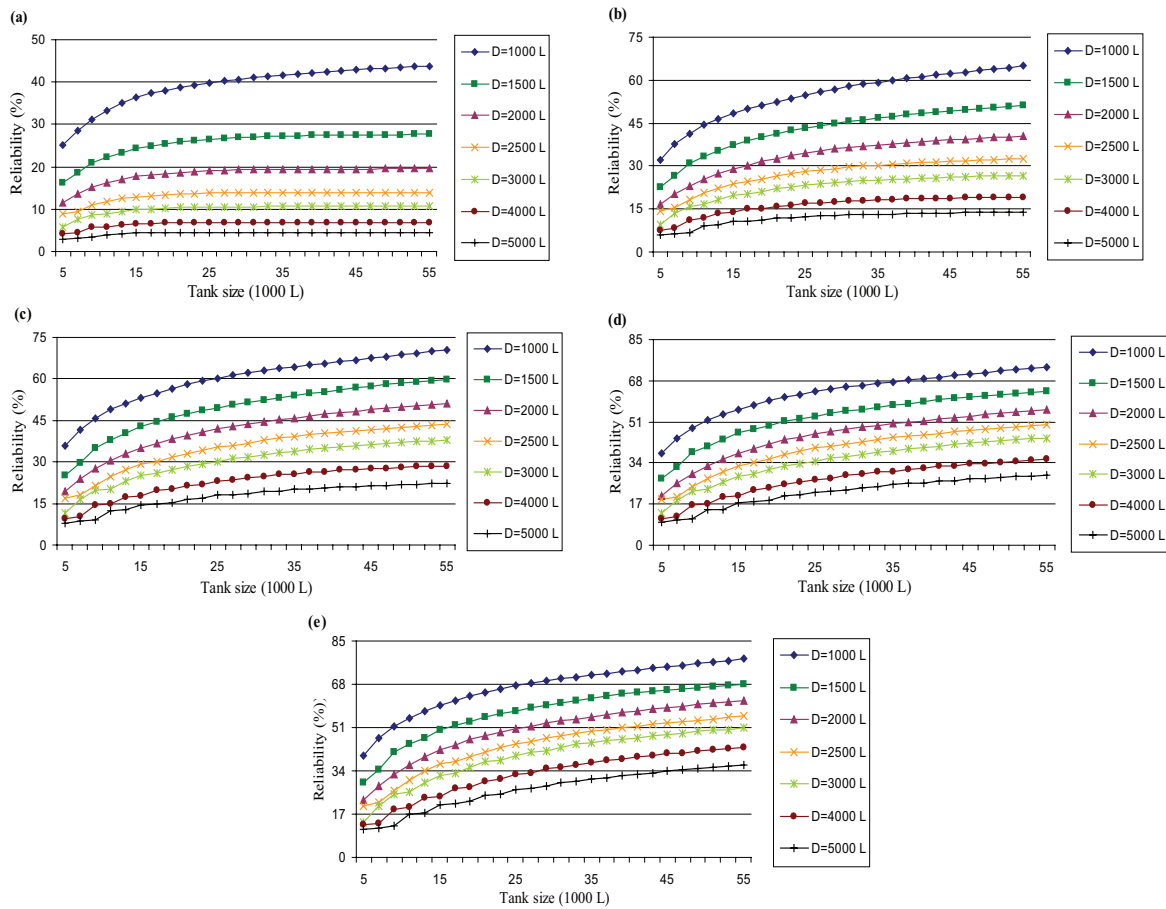 (a)
50
40
30
20
10
0
Reliability (%)
5 15 25 35 45 55
Tank size (1000 L)
D=1000 L
D=1500 L
D=2000 L
D=2500 L
D=3000 L
D=4000 L
D=5000 L
(b)
75
60
45
30
15
0
Reliability (%)
5 15 25 35 45 55
Tank size (1000 L)
D=1000 L
D=1500 L
D=2000 L
D=2500 L
D=3000 L
D=4000 L
D=5000 L
(c)
75
60
45
30
15
0
Reliability (%)
5 15 25 35 45 55
Tank size (1000 L)
D=1000 L
D=1500 L
D=2000 L
D=2500 L
D=3000 L
D=4000 L
D=5000 L
(d)
85
68
51
34
17
0
Reliability (%)
5 15 25 35 45 55
Tank size (1000 L)
D=1000 L
D=1500 L
D=2000 L
D=2500 L
D=3000 L
D=4000 L
D=5000 L
(e)
85
68
51
34
17
0
Reliability (%)
5 15 25 35 45 55
Tank size (1000 L)
D=1000 L
D=1500 L
D=2000 L
D=2500 L
D=3000 L
D=4000 L
D=5000 L